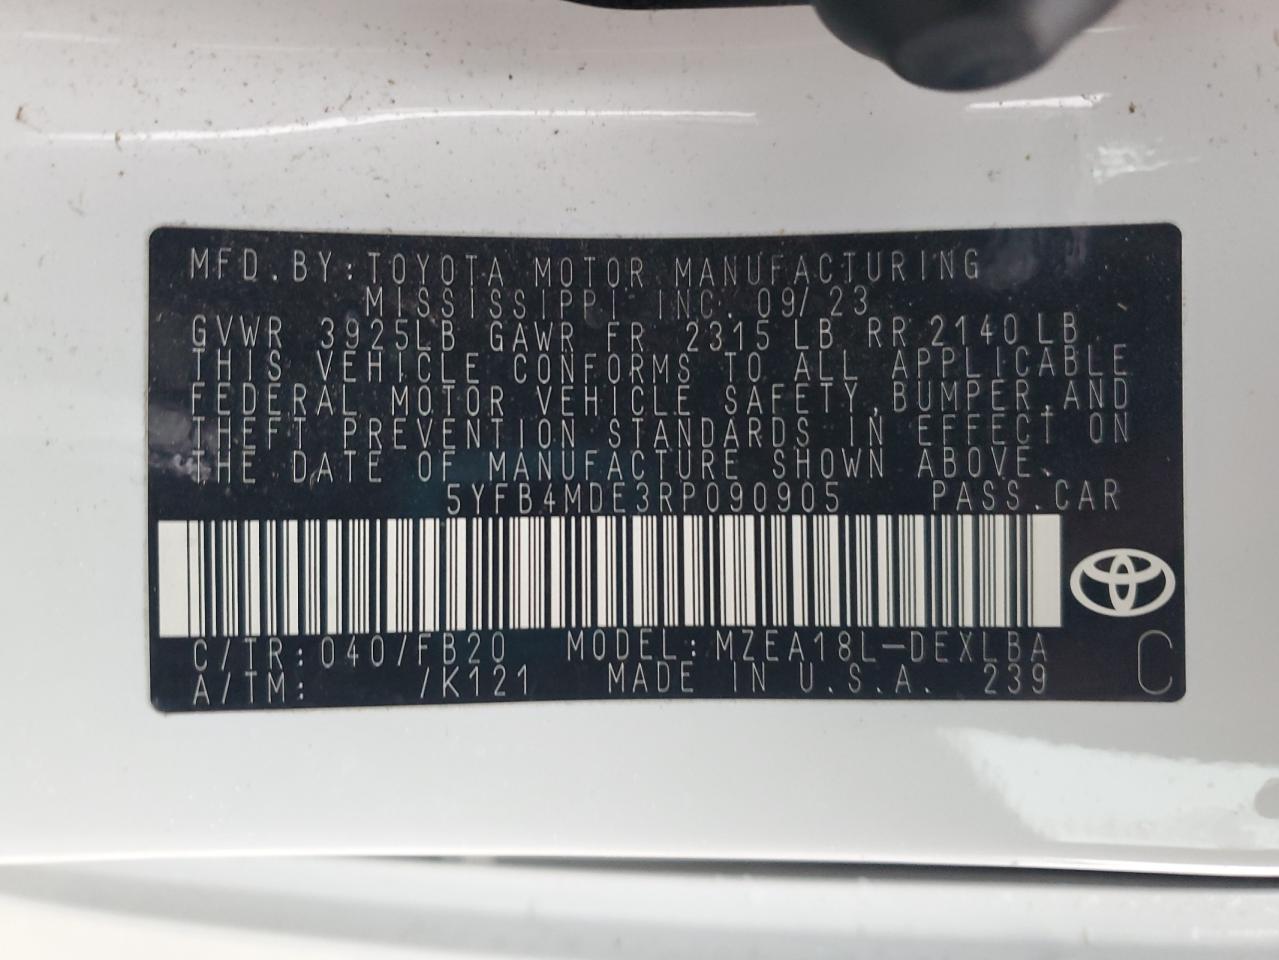 MFD.BY:TOYOTA MOTOR MANUFACTURING
MISSISSIPPI INC. 09/23
GVWR 3925LB GAWR FR 2315 LB RR 2140LB
THIS VEHICLE CONFORMS TO ALL APPLICABLE
FEDERAL MOTOR VEHICLE SAFETY,BUMPER,AND
THEFT PREVENTION STANDARDS IN EFFECT ON
THE DATE OF MANUFACTURE SHOWN ABOVE.
5YFB4MDE3RP090905 PASS.CAR
C/TR:040/FB20 MODEL:MZEA18L-DEXLBA
A/TM: /K121 MADE IN U.S.A. 239 C